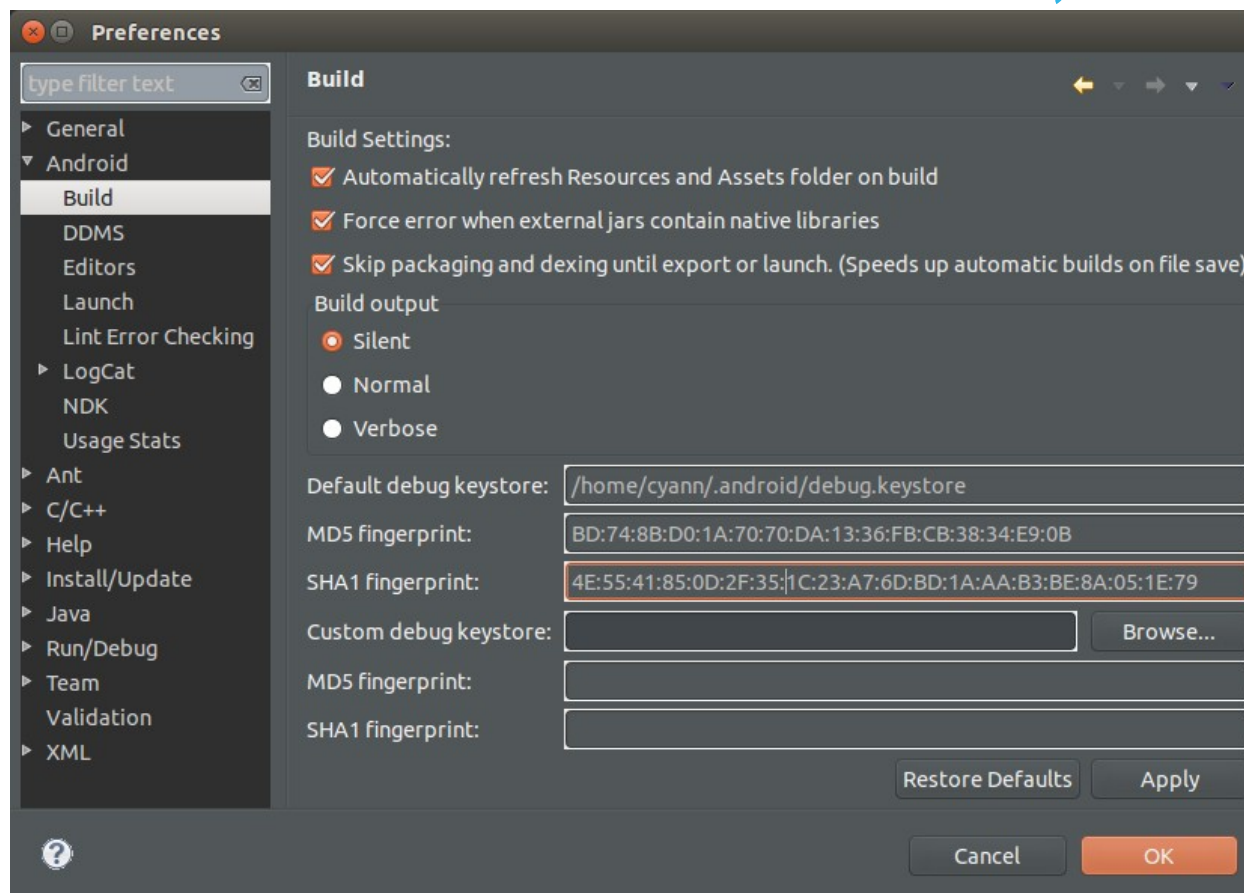 Preferences
type filter text
Build
General
Android
Build
DDMS
Editors
Launch
Lint Error Checking
LogCat
NDK
Usage Stats
Ant
C/C++
Help
Install/Update
Java
Run/Debug
Team
Validation
XML
Build Settings:
Automatically refresh Resources and Assets folder on build
Force error when external jars contain native libraries
Skip packaging and dexing until export or launch. (Speeds up automatic builds on file save)
Build output
Silent
Normal
Verbose
Default debug keystore: /home/cyann/.android/debug.keystore
MD5 fingerprint: BD:74:8B:D0:1A:70:70:DA:13:36:FB:CB:38:34:E9:0B
SHA1 fingerprint: 4E:55:41:85:0D:2F:35:1C:23:A7:6D:BD:1A:AA:B3:BE:8A:05:1E:79
Custom debug keystore: Browse...
MD5 fingerprint:
SHA1 fingerprint:
Restore Defaults Apply
? Cancel OK